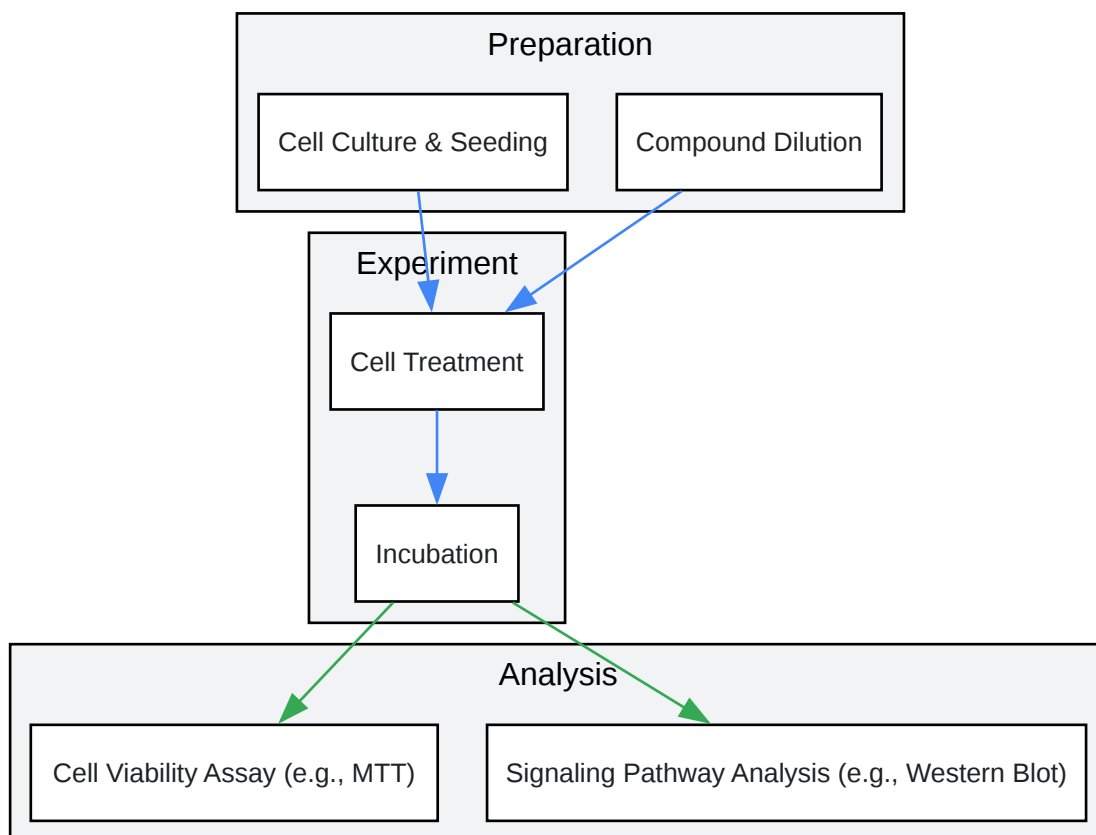 Preparation
Cell Culture & Seeding
Compound Dilution
Experiment
Cell Treatment
Incubation
Analysis
Cell Viability Assay (e.g., MTT)
Signaling Pathway Analysis (e.g., Western Blot)